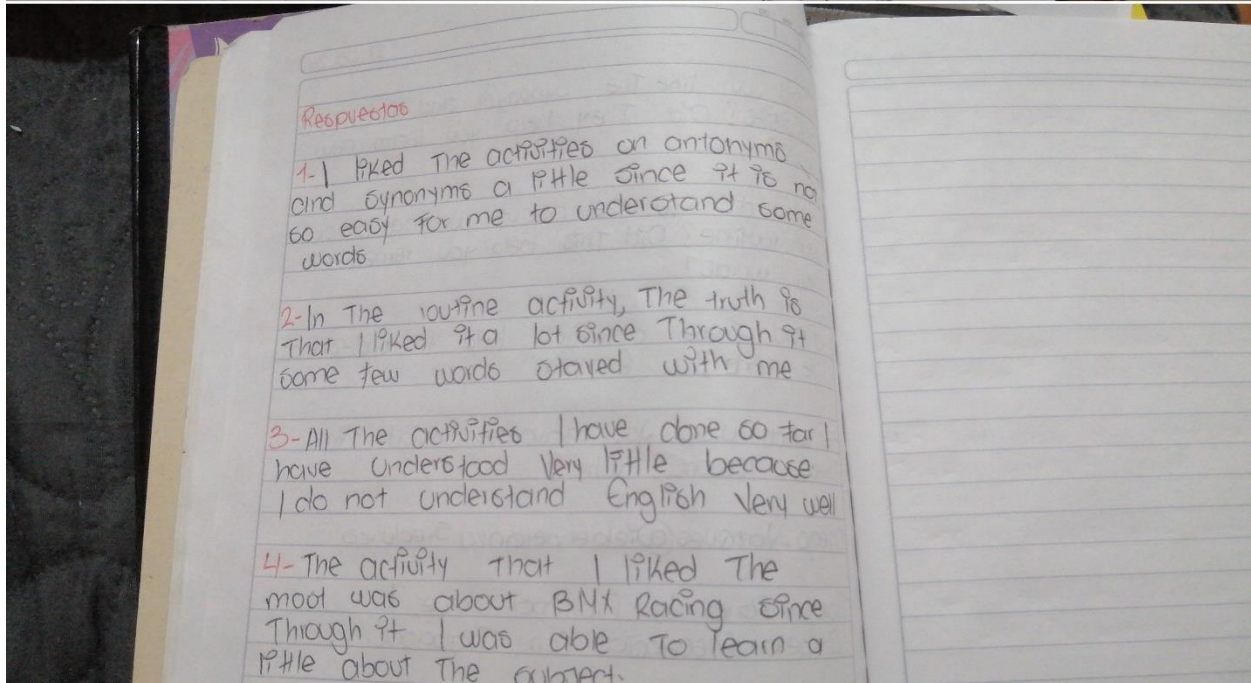 Respuestas
1-I liked The activities on antonyms
and synonyms a little since it is no
so easy for me to understand some
words
2-In The routine activity, The truth is
That I liked it a lot since Through it
some few words stayed with me
3-All The activities I have done so far I
have Understood Very little because
I do not understand English Very well
4-The activity That I liked The
most was about BMX Racing since
Through it I was able To learn a
little about The subject.